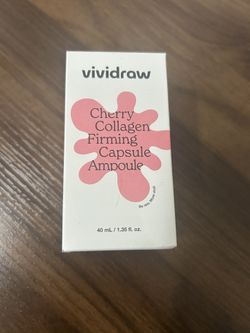 vividraw
Cherry
Collagen
Firming
Capsule
Ampoule
40 mL / 1.35 fl. oz.